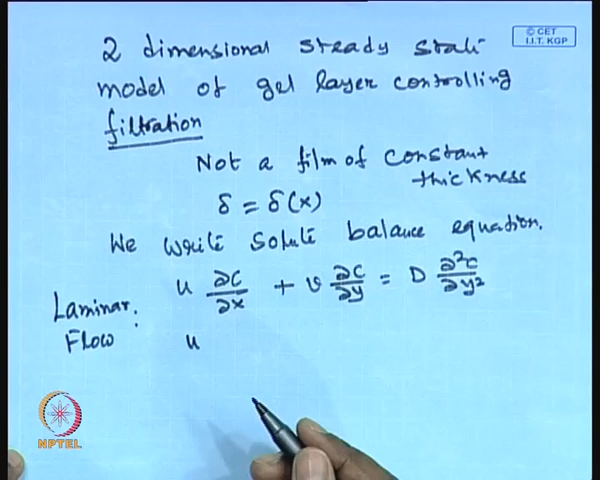 © CET
I.I.T. KGP
2 dimensional steady state
model of gel layer controlling
filtration
Not a film of constant
thickness
δ = δ(x)
We write solute balance equation.
u ∂C/∂x + v ∂C/∂y = D ∂²C/∂y²
Laminar:
Flow u
NPTEL